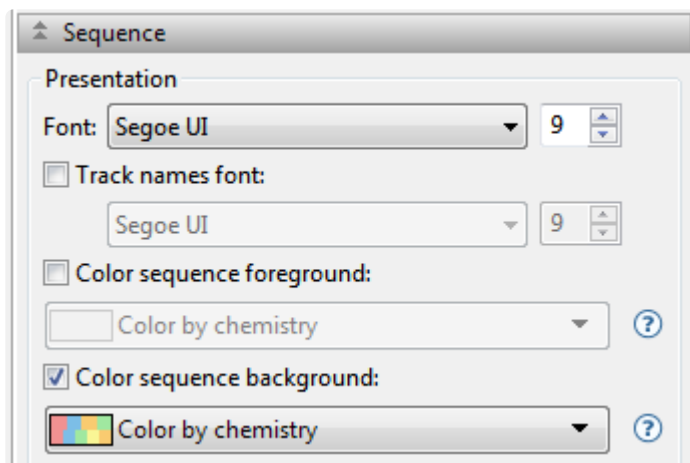 Sequence
Presentation
Font: Segoe UI 9
Track names font:
Segoe UI 9
Color sequence foreground:
Color by chemistry ?
Color sequence background:
Color by chemistry ?